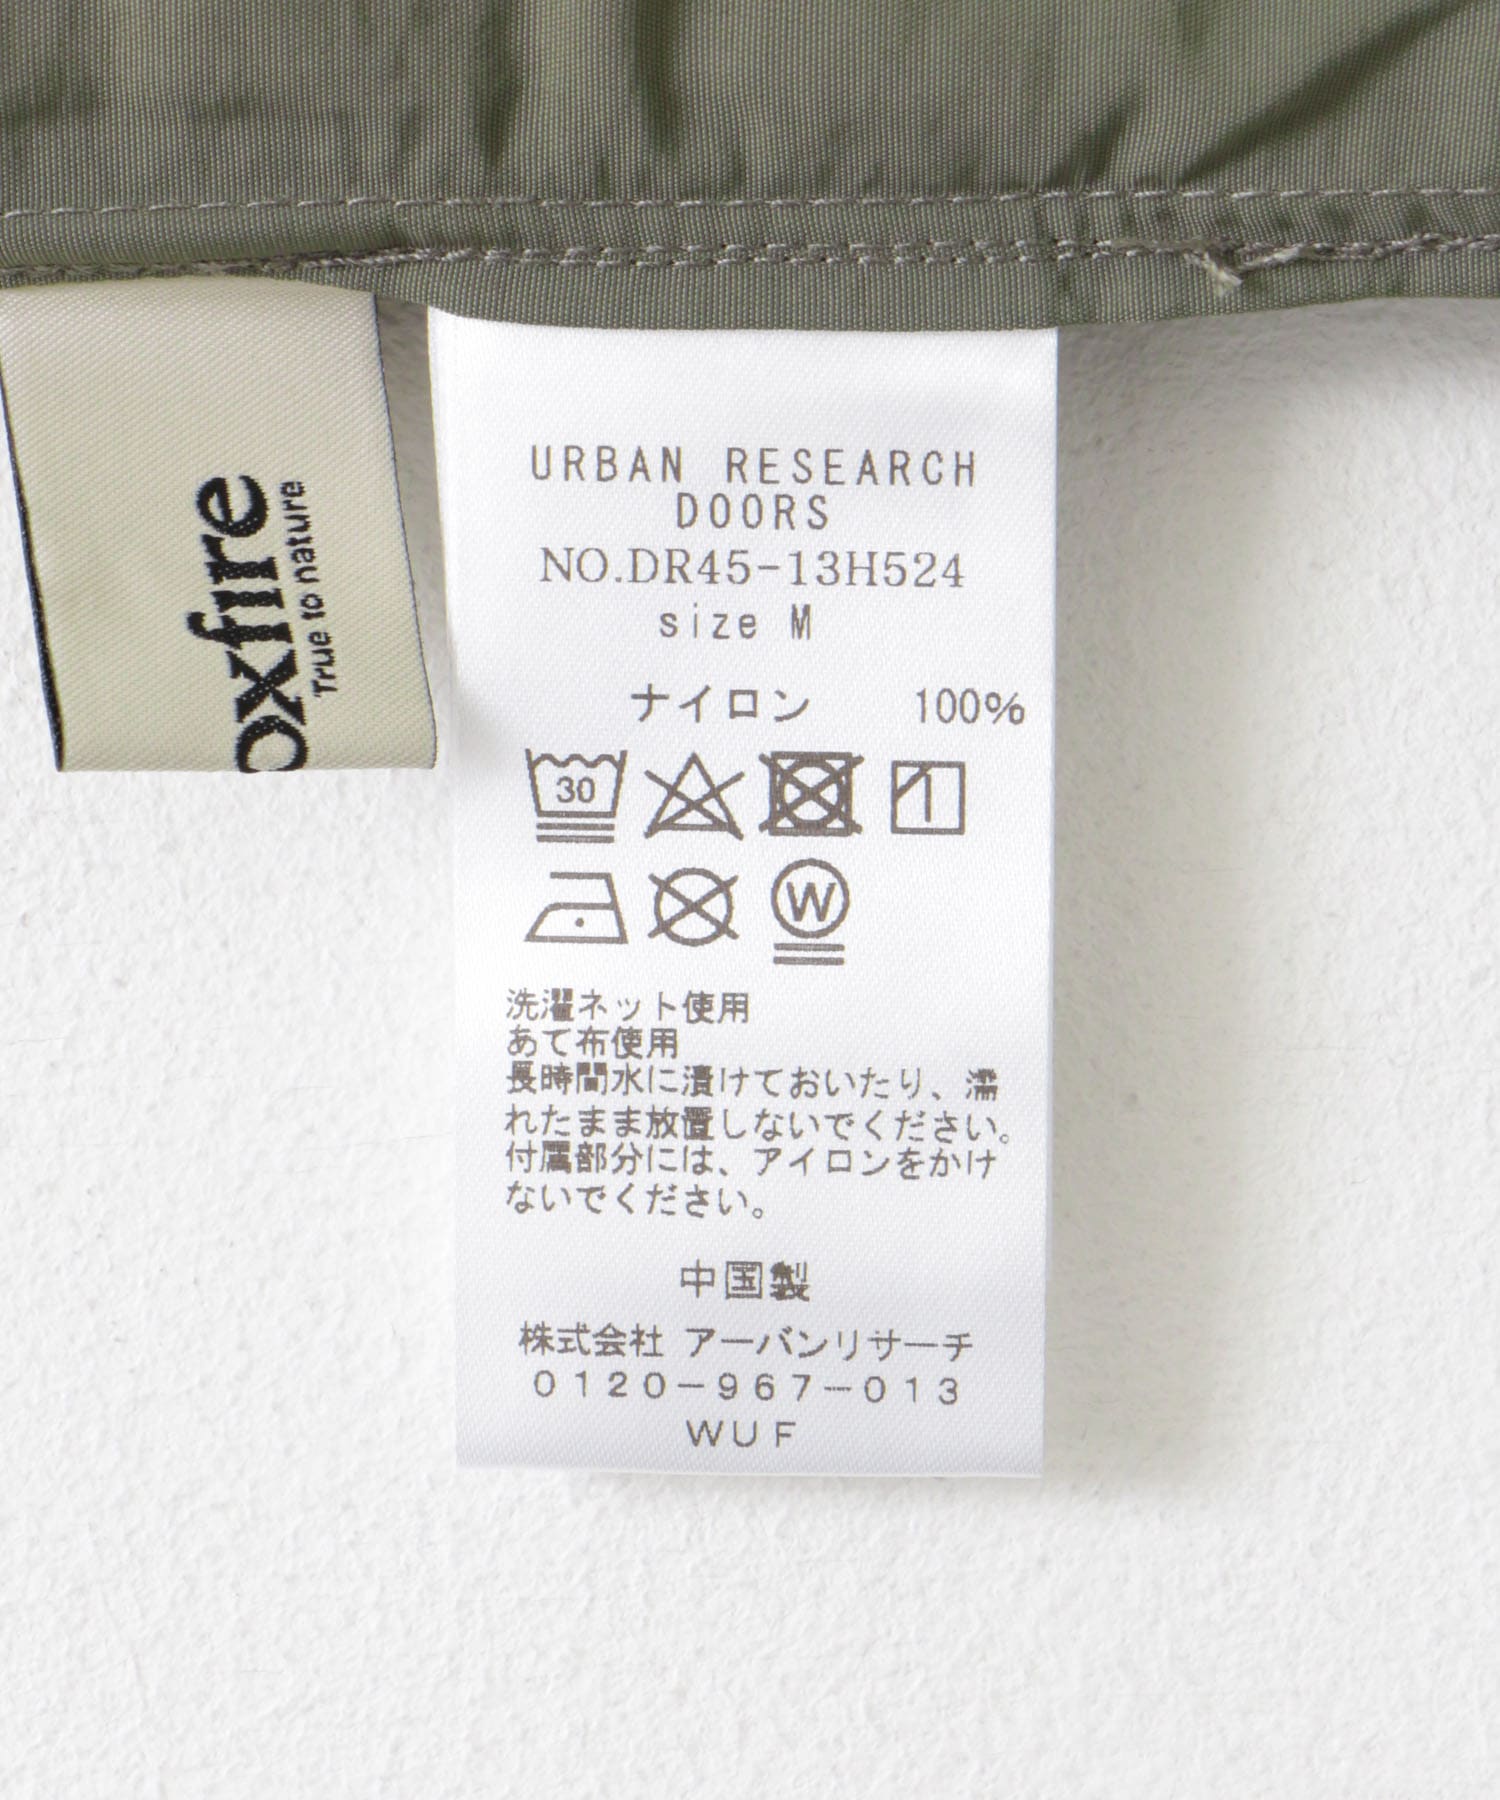 oxfire
True to nature
URBAN RESEARCH
DOORS
NO.DR45-13H524
size M
ナイロン 100%
30
W
洗濯ネット使用
あて布使用
長時間水に漬けておいたり、濡
れたまま放置しないでください。
付属部分には、アイロンをかけ
ないでください。
中国製
株式会社 アーバンリサーチ
0120-967-013
WUF